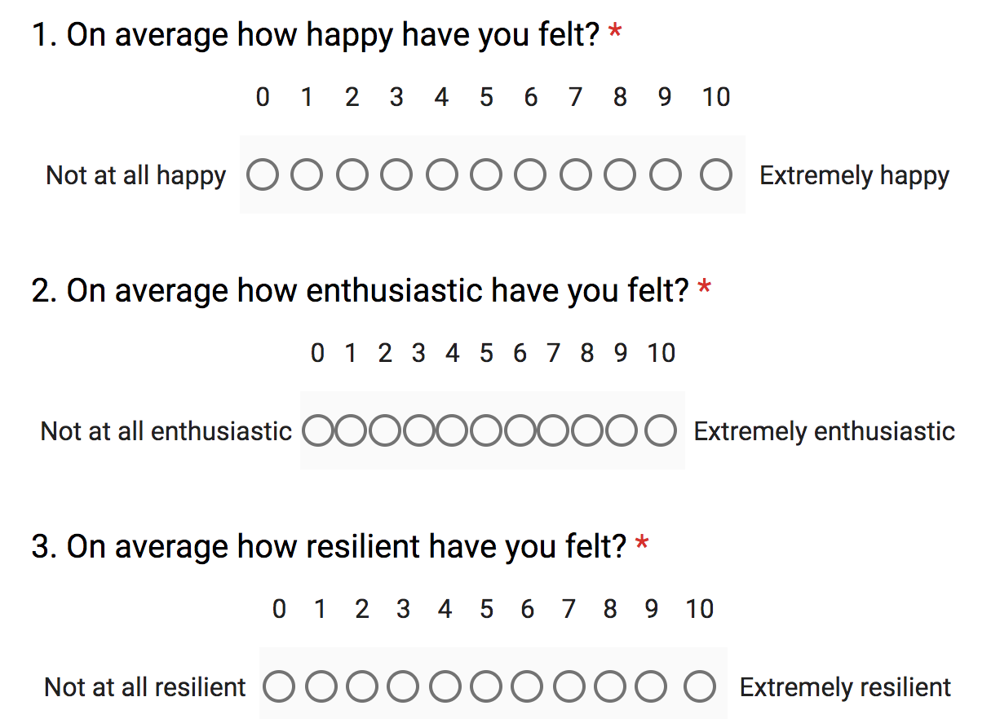 1. On average how happy have you felt? *
0 1 2 3 4 5 6 7 8 9 10
Not at all happy Extremely happy
2. On average how enthusiastic have you felt? *
0 1 2 3 4 5 6 7 8 9 10
Not at all enthusiastic Extremely enthusiastic
3. On average how resilient have you felt? *
0 1 2 3 4 5 6 7 8 9 10
Not at all resilient Extremely resilient